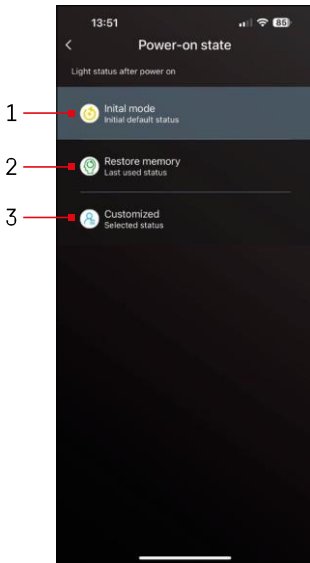 13:51
85
Power-on state
Light status after power on
1
Inital mode
Initial default status
2
Restore memory
Last used status
3
Customized
Selected status